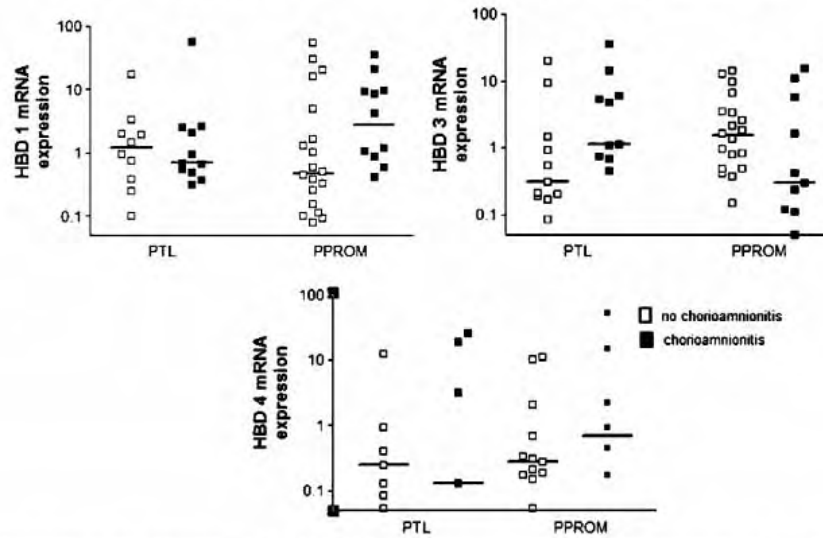 HBD 1 mRNA
expression
100
10
1
0.1
PTL
PPROM
HBD 3 mRNA
expression
100
10
1
0.1
PTL
PPROM
HBD 4 mRNA
expression
100
10
1
0.1
PTL
PPROM
no chorioamnionitis
chorioamnionitis